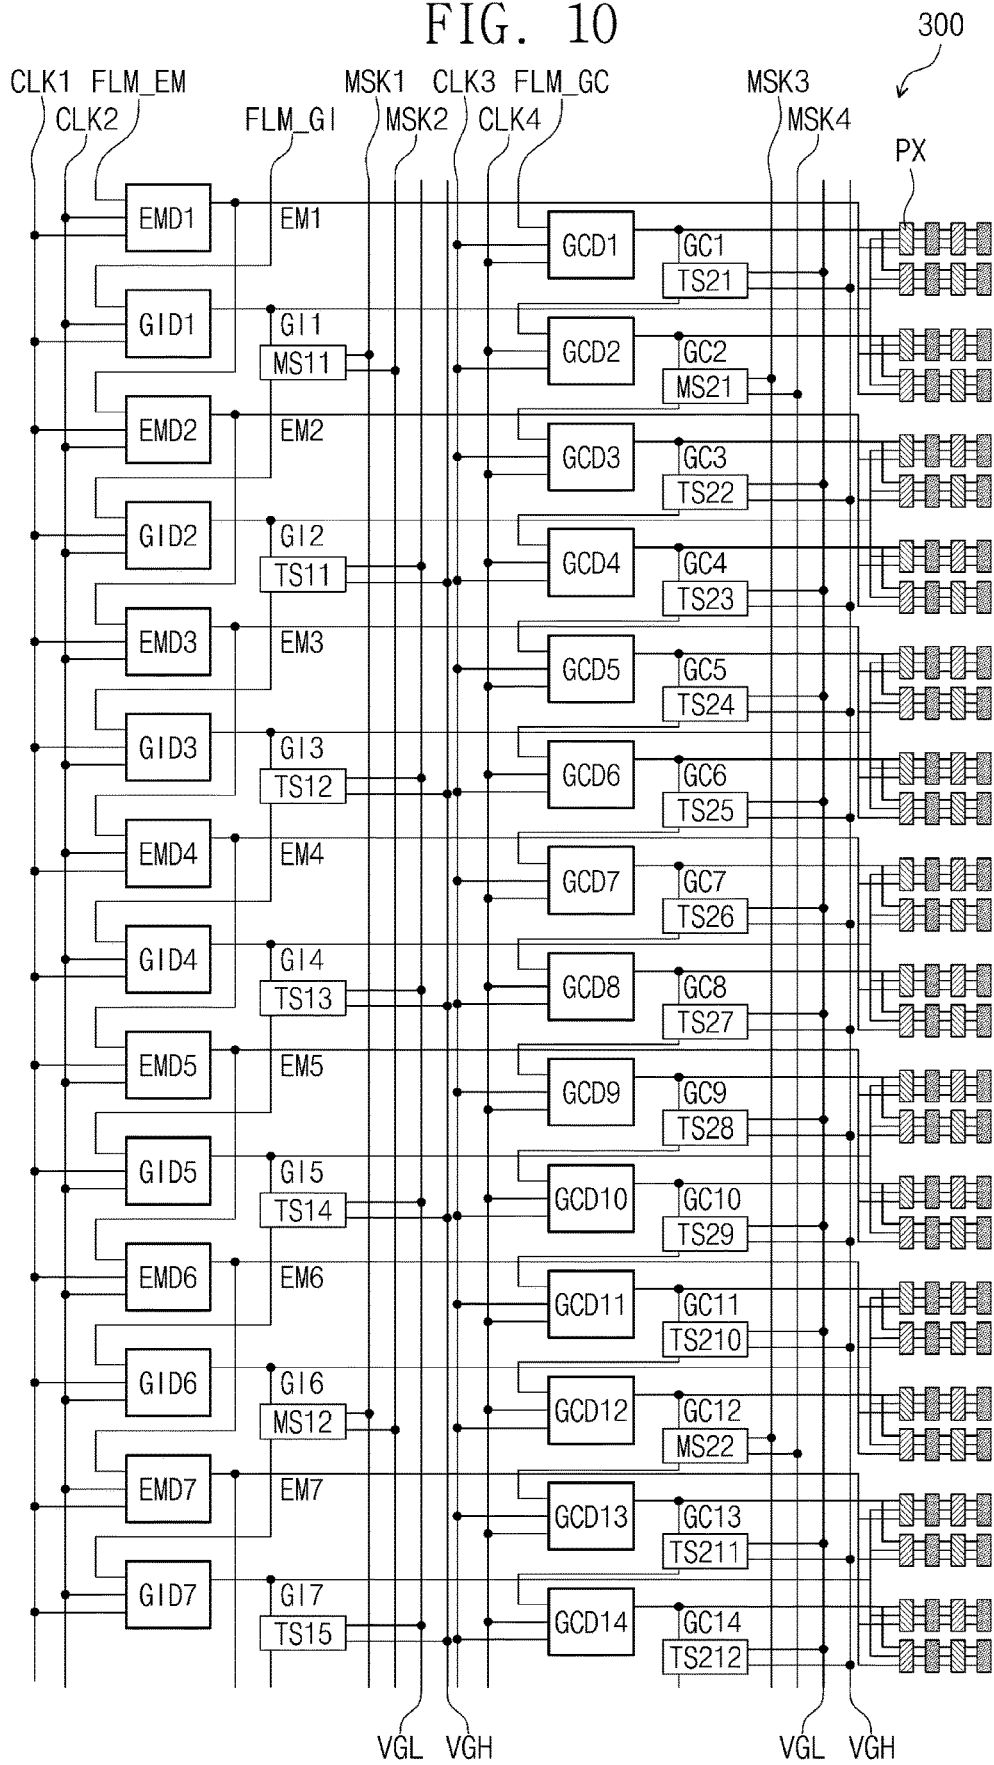 FIG. 10
300
CLK1 FLM_EM MSK1 CLK3 FLM_GC MSK3
CLK2 FLM_GI MSK2 CLK4 MSK4
PX
EMD1 EM1
GCD1 GC1
TS21
GID1 GI1
MS11
GCD2 GC2
MS21
EMD2 EM2
GCD3 GC3
TS22
GID2 GI2
TS11
GCD4 GC4
TS23
EMD3 EM3
GCD5 GC5
TS24
GID3 GI3
TS12
GCD6 GC6
TS25
EMD4 EM4
GCD7 GC7
TS26
GID4 GI4
TS13
GCD8 GC8
TS27
EMD5 EM5
GCD9 GC9
TS28
GID5 GI5
TS14
GCD10 GC10
TS29
EMD6 EM6
GCD11 GC11
TS210
GID6 GI6
MS12
GCD12 GC12
MS22
EMD7 EM7
GCD13 GC13
TS211
GID7 GI7
TS15
GCD14 GC14
TS212
VGL VGH VGL VGH